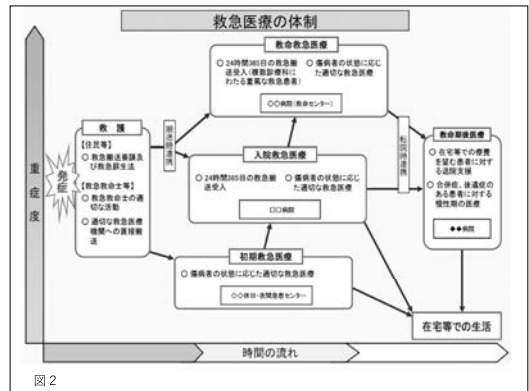 救急医療の体制
重症度
発症
救護
【住民等】
○ 救急搬送要請及
び救急蘇生法
【救急救命士等】
○ 救急救命士の適
切な活動
○ 適切な救急医療
機関への直接搬
送
搬送時連携
救命救急医療
○ 24時間365日の救急搬
送受入(複数診療科に
わたる重篤な救急患者)
○ 傷病者の状態に応じ
た適切な救急医療
○○病院(救命センター)
入院救急医療
○ 24時間365日の救急搬
送受入
○ 傷病者の状態に応じ
た適切な救急医療
□□病院
初期救急医療
○ 傷病者の状態に応じた適切な救急医療
◇◇休日・夜間急患センター
転院時連携
救命期後医療
○ 在宅等での療養
を望む患者に対する
退院支援
○ 合併症、後遺症の
ある患者に対する
慢性期の医療
◆◆病院
在宅等での生活
時間の流れ
図2